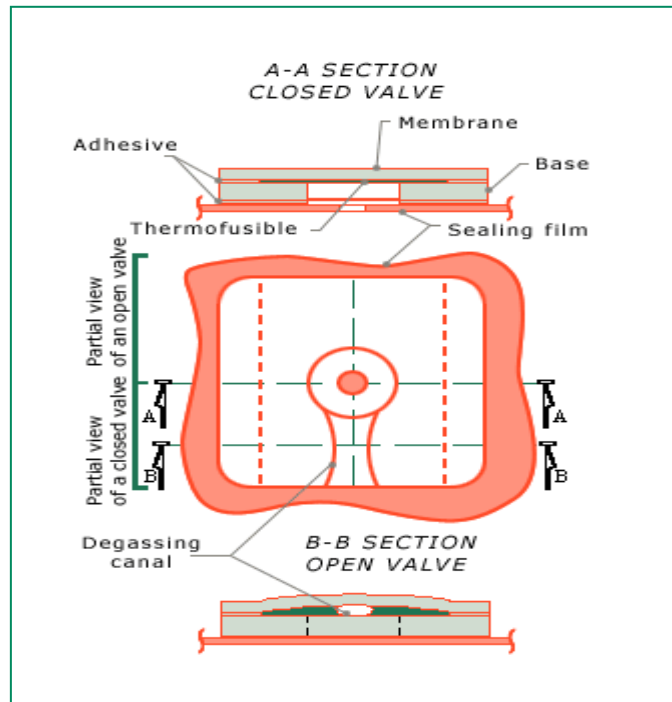 A-A SECTION
CLOSED VALVE
Membrane
Adhesive
Base
Thermofusible
Sealing film
Partial view
of an open valve
Partial view
of a closed valve
A
A
B
B
Degassing
canal
B-B SECTION
OPEN VALVE